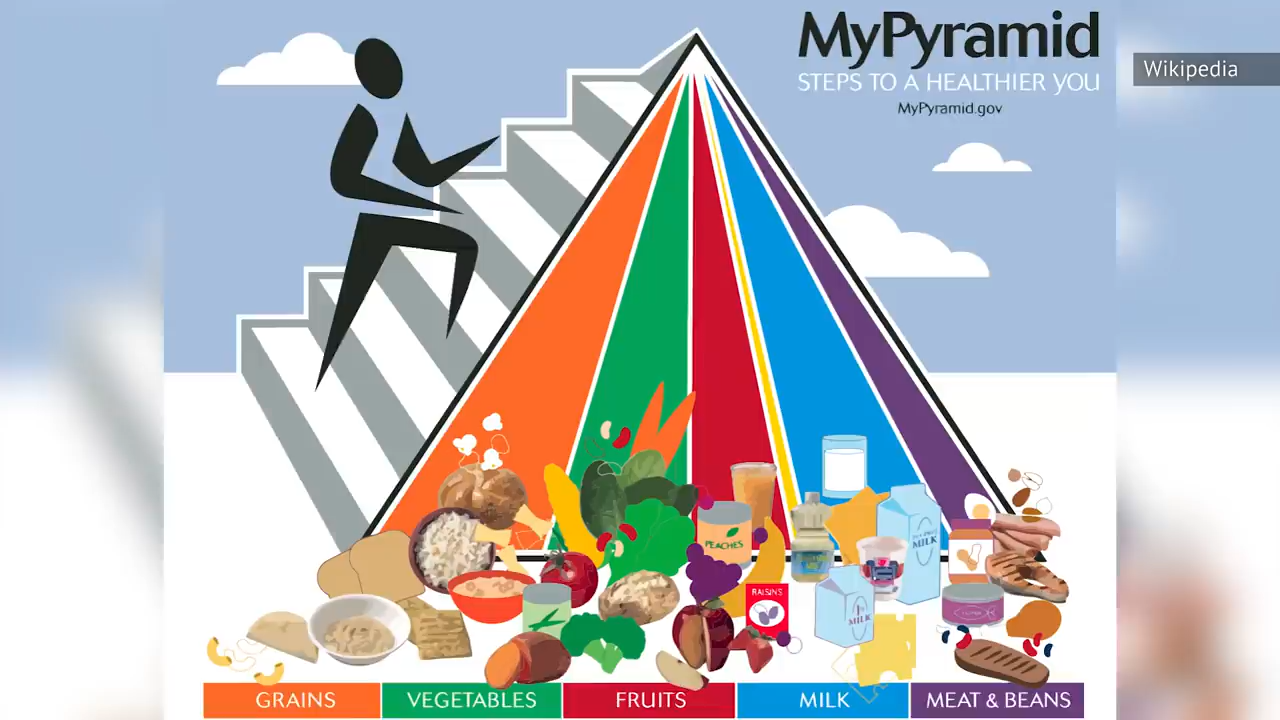 MyPyramid
STEPS TO A HEALTHIER YOU
MyPyramid.gov
Wikipedia
PEACHES
MILK
RAISINS
MILK
GRAINS
VEGETABLES
FRUITS
MILK
MEAT & BEANS